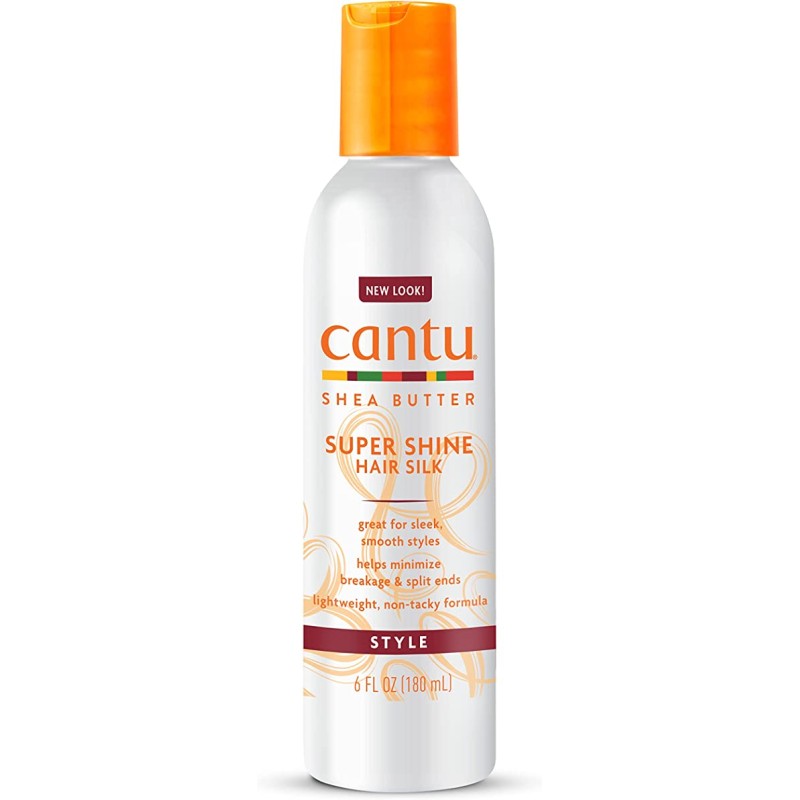 NEW LOOK!
cantu®
SHEA BUTTER
SUPER SHINE
HAIR SILK
great for sleek,
smooth styles
helps minimize
breakage & split ends
lightweight, non-tacky formula
STYLE
6 FL OZ (180 mL)